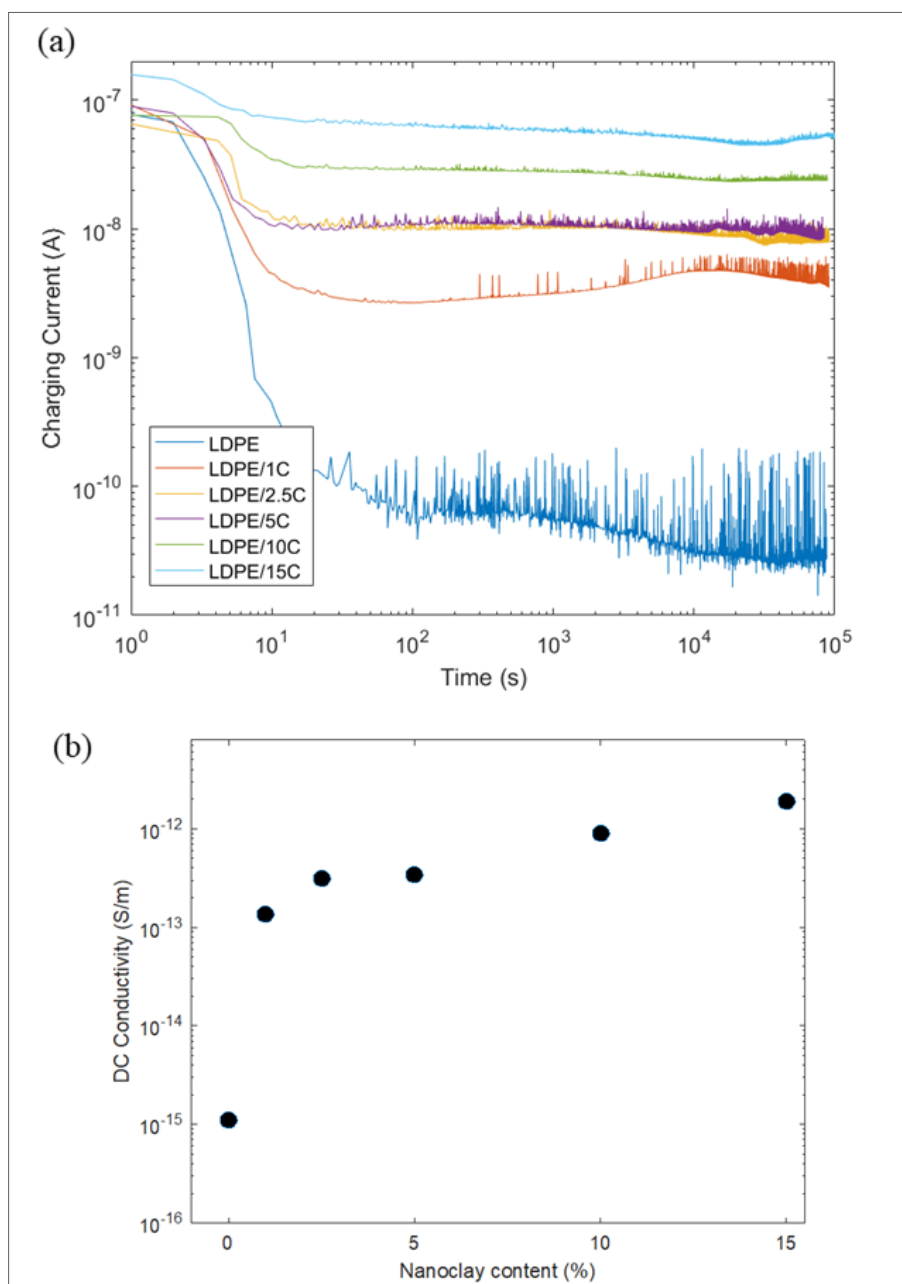 (a)
10^-7
10^-8
10^-9
10^-10
10^-11
Charging Current (A)
LDPE
LDPE/1C
LDPE/2.5C
LDPE/5C
LDPE/10C
LDPE/15C
10^0 10^1 10^2 10^3 10^4 10^5
Time (s)
(b)
10^-12
10^-13
10^-14
10^-15
10^-16
DC Conductivity (S/m)
0 5 10 15
Nanoclay content (%)